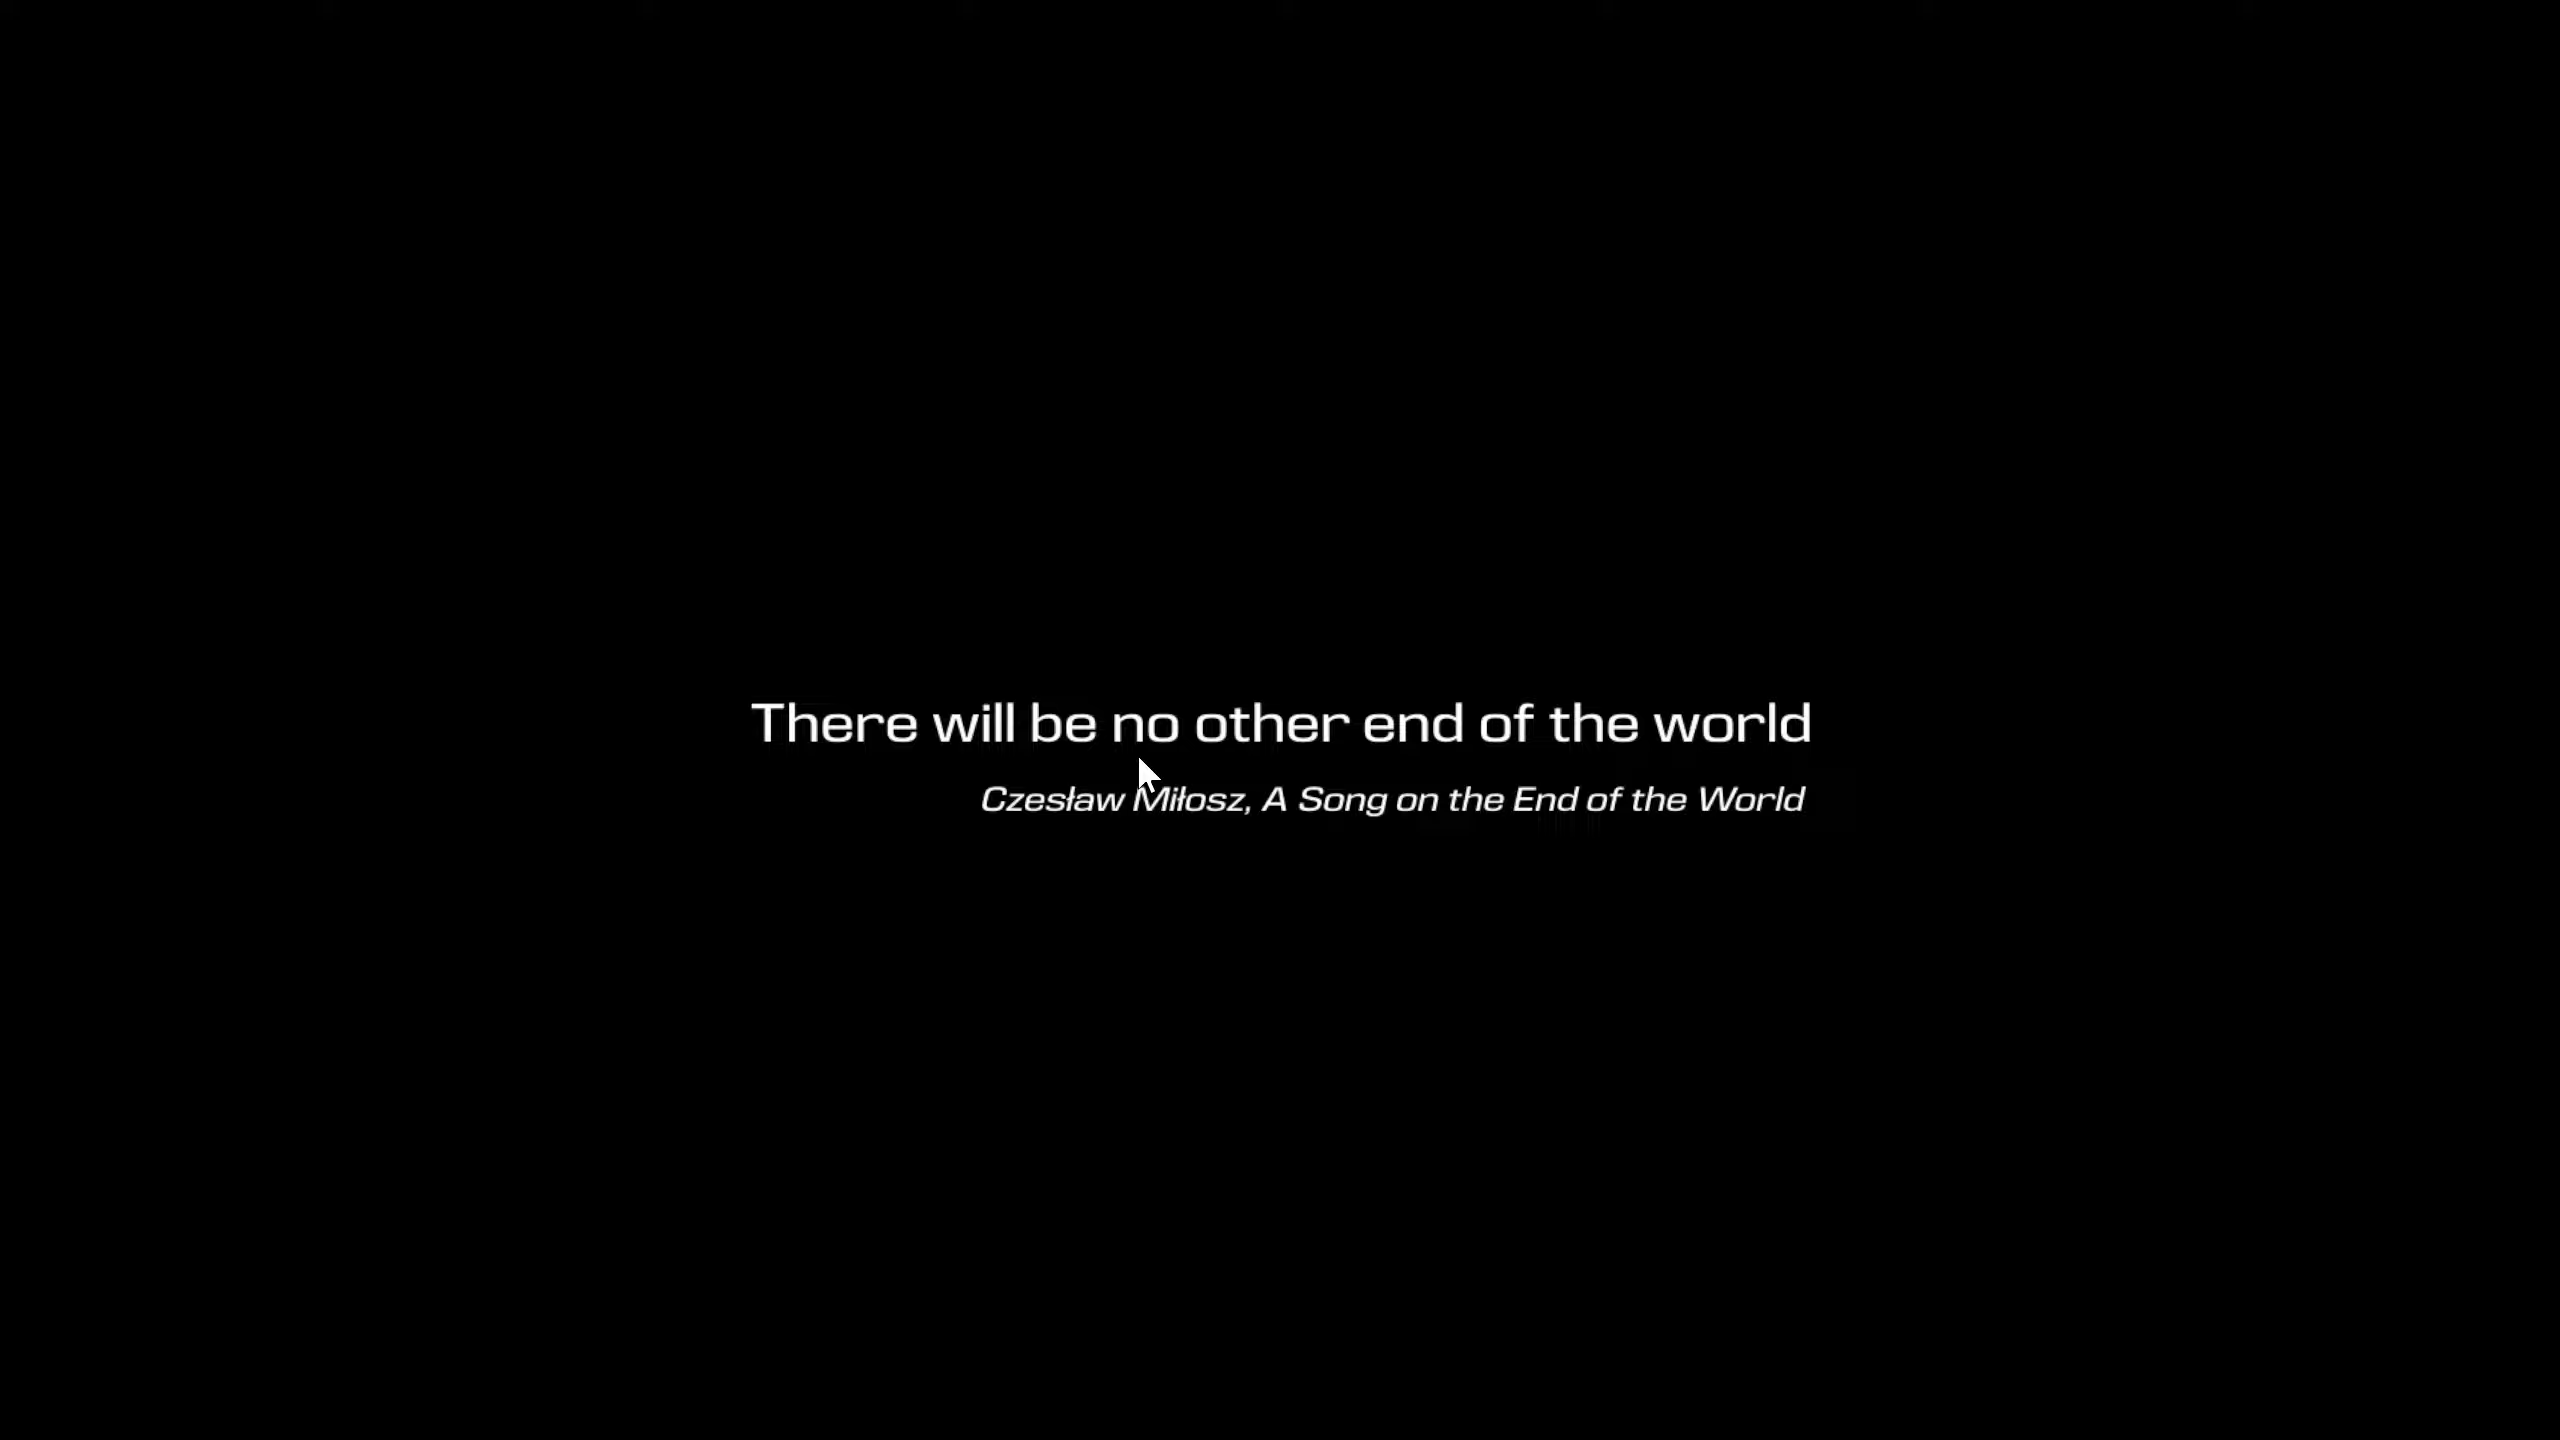 There will be no other end of the world
Czesław Miłosz, A Song on the End of the World